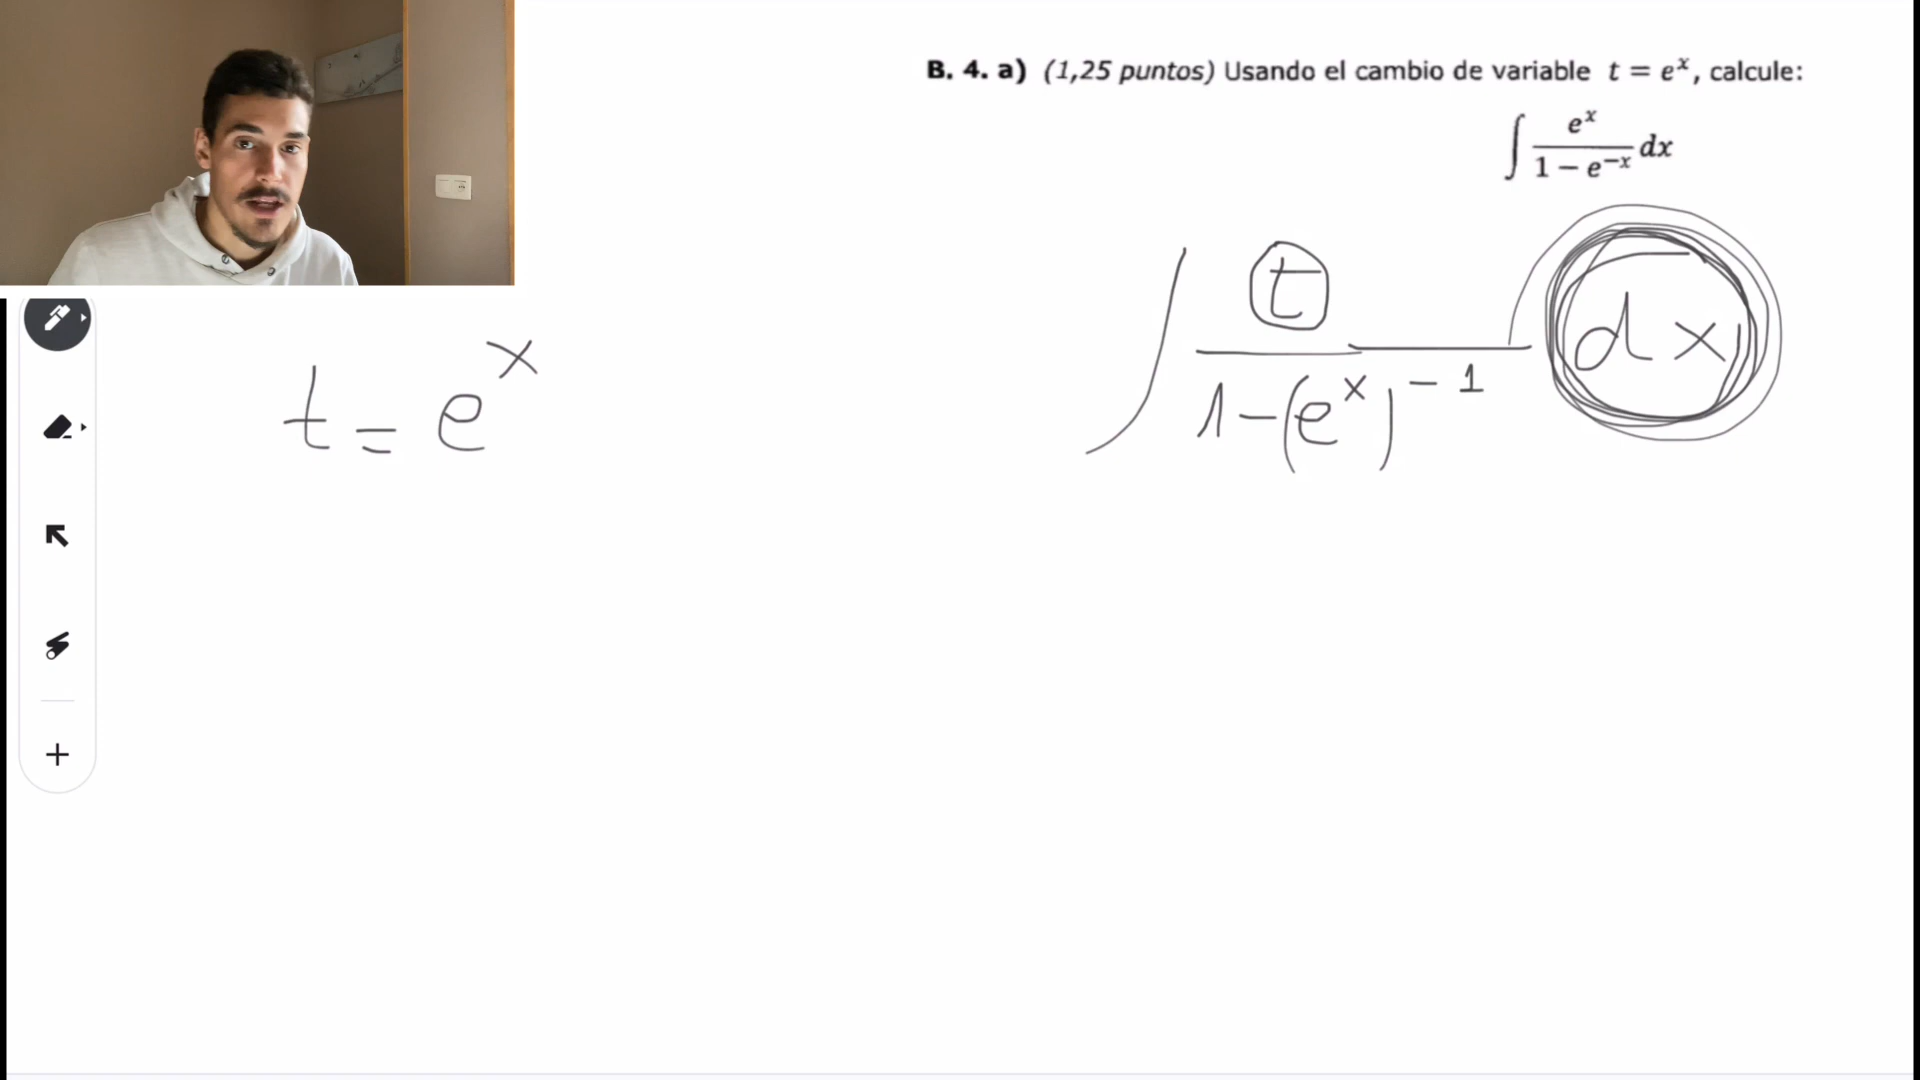 B. 4. a) (1,25 puntos) Usando el cambio de variable t = eˣ, calcule:
∫ eˣ / (1 − e⁻ˣ) dx
t = eˣ
∫ t / (1 − (eˣ)⁻¹) dx